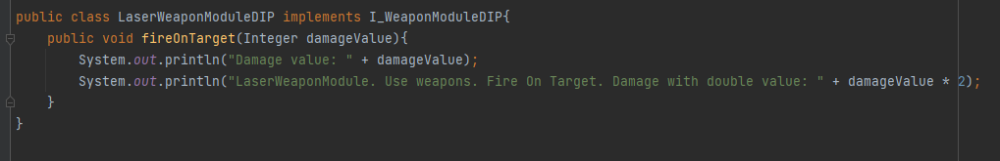 public class LaserWeaponModuleDIP implements I_WeaponModuleDIP{
    public void fireOnTarget(Integer damageValue){
        System.out.println("Damage value: " + damageValue);
        System.out.println("LaserWeaponModule. Use weapons. Fire On Target. Damage with double value: " + damageValue * 2);
    }
}